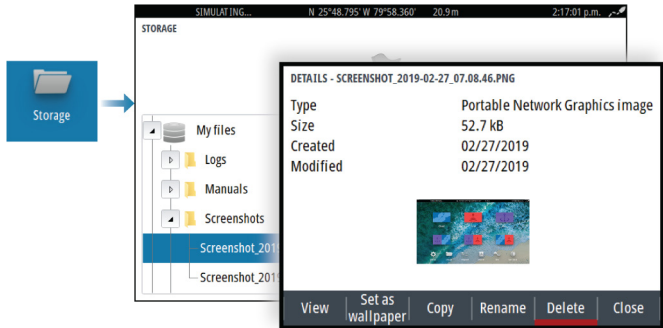 SIMULATING... N 25°48.795' W 79°58.360' 20.9 m 2:17:01 p.m.
STORAGE
Storage
My files
Logs
Manuals
Screenshots
Screenshot_2019
Screenshot_201
DETAILS - SCREENSHOT_2019-02-27_07.08.46.PNG
Type Portable Network Graphics image
Size 52.7 kB
Created 02/27/2019
Modified 02/27/2019
View Set as wallpaper Copy Rename Delete Close